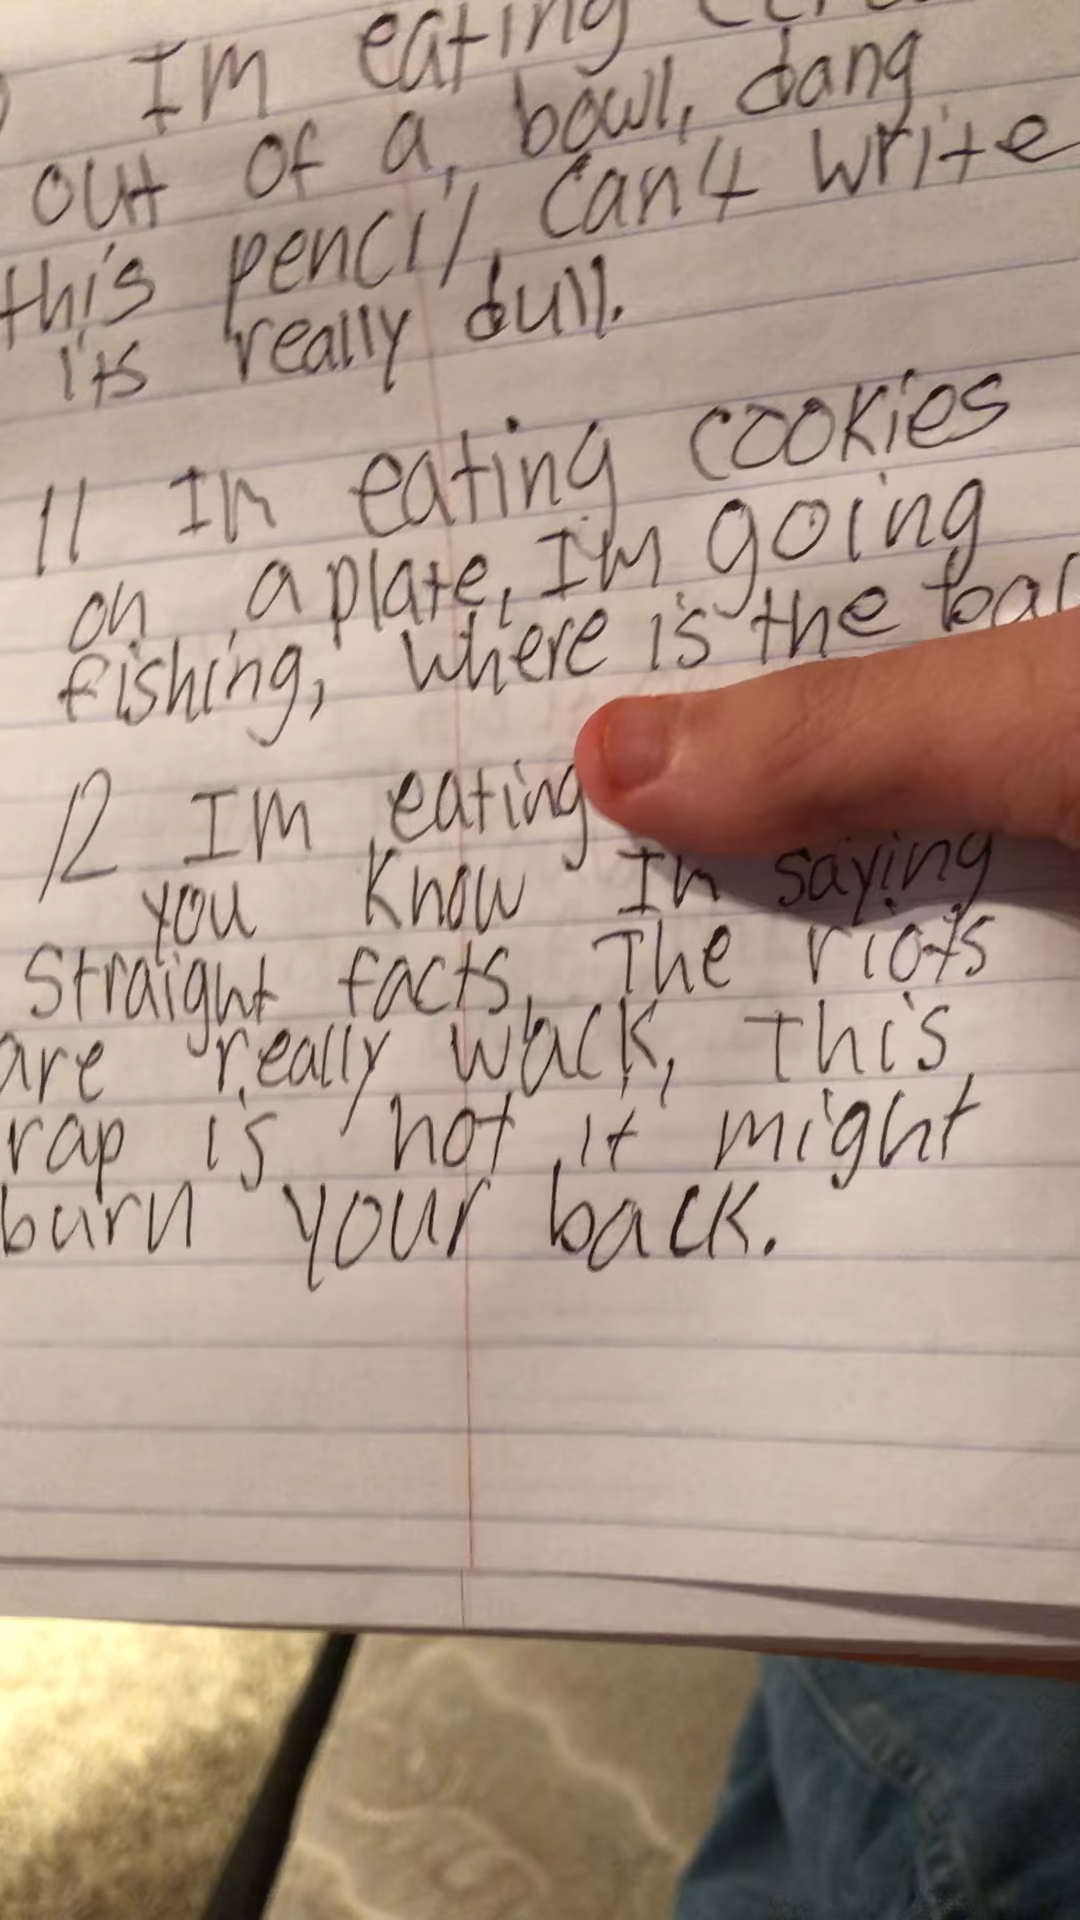 Im eating
out of a bowl, dang
this pencil, can't write
its really dull.
11 Im eating cookies
on a plate, I'm going
fishing, where is the
12 Im eating
you know Im saying
Straight facts, The riots
are really wack, this
rap is hot it might
burn your back.